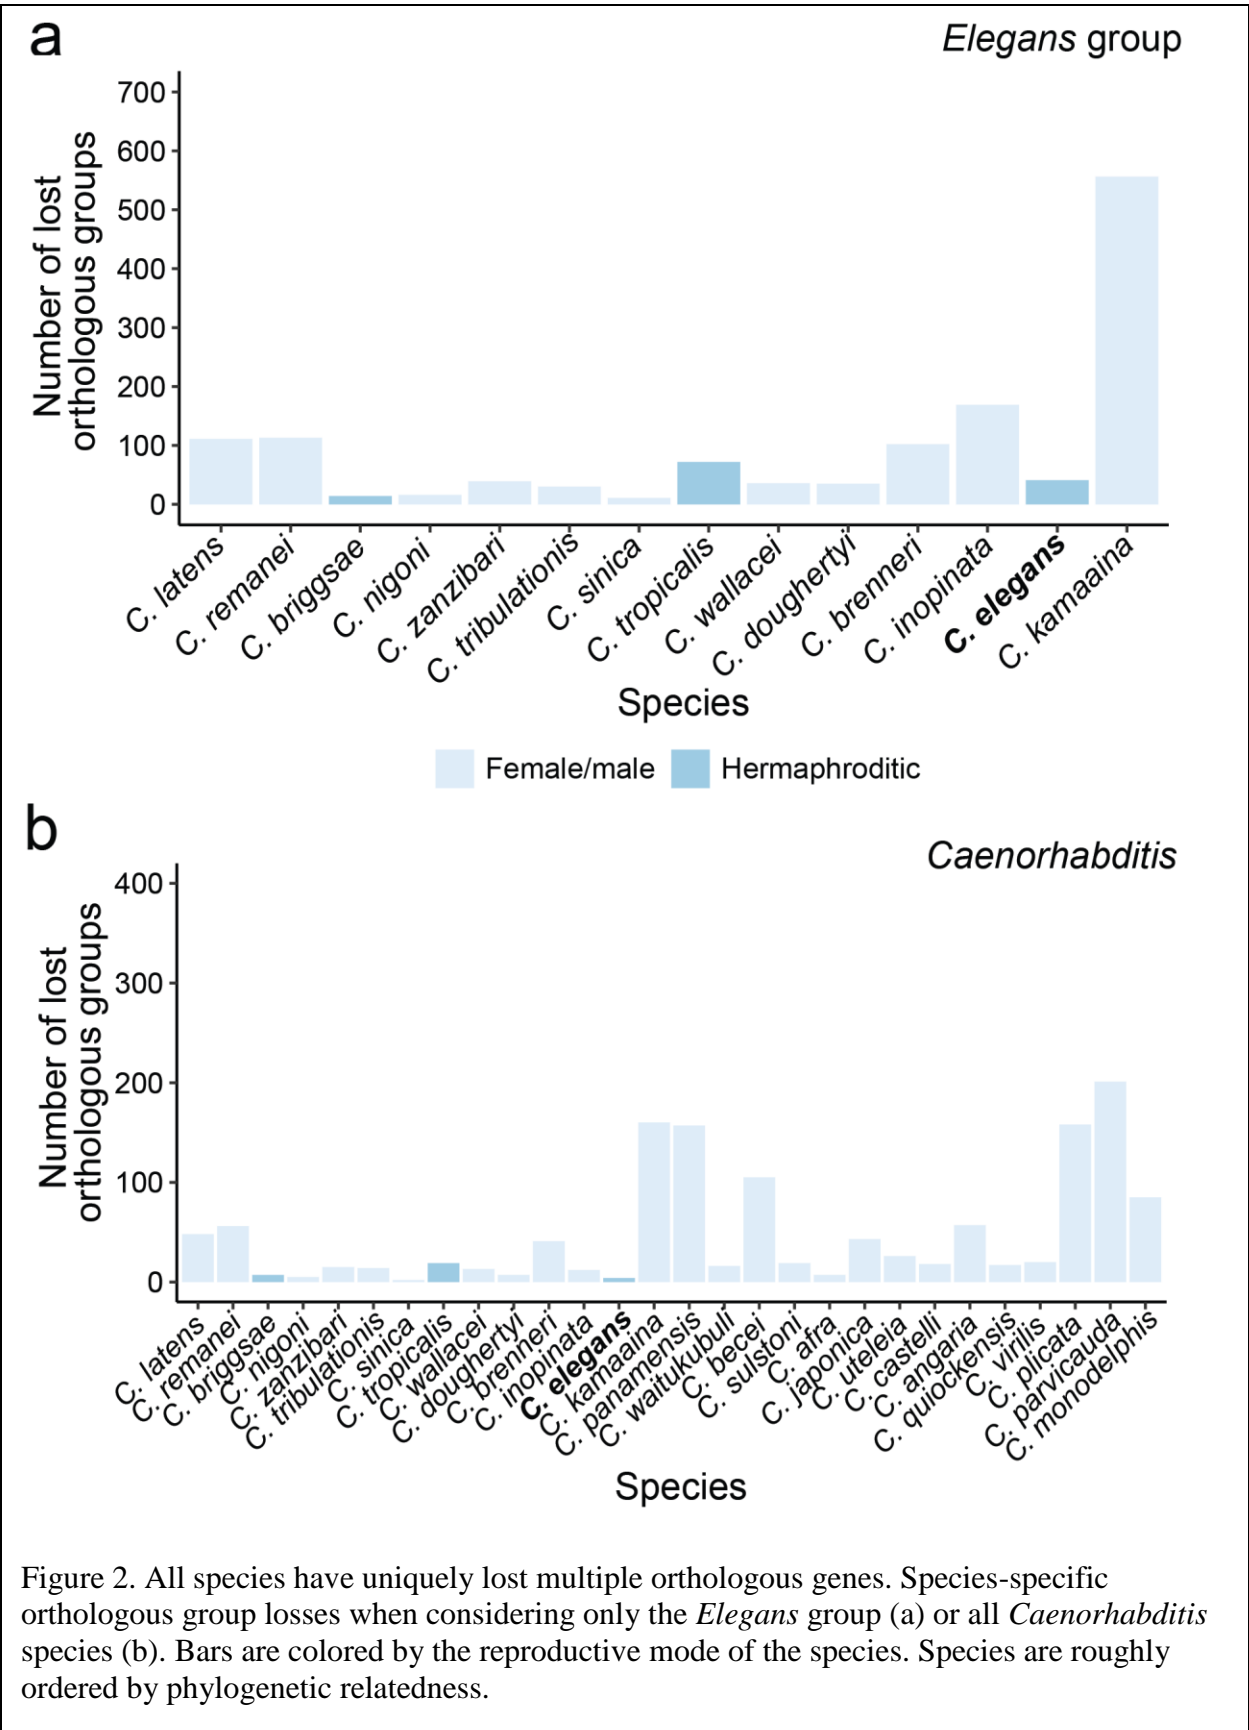 a
Elegans group
Number of lost
orthologous groups
700
600
500
400
300
200
100
0
C. latens
C. remanei
C. briggsae
C. nigoni
C. zanzibari
C. tribulationis
C. sinica
C. tropicalis
C. wallacei
C. doughertyi
C. brenneri
C. inopinata
C. elegans
C. kamaaina
Species
Female/male
Hermaphroditic
b
Caenorhabditis
Number of lost
orthologous groups
400
300
200
100
0
C. latens
C. remanei
C. briggsae
C. nigoni
C. zanzibari
C. tribulationis
C. sinica
C. tropicalis
C. wallacei
C. doughertyi
C. brenneri
C. inopinata
C. elegans
C. kamaaina
C. panamensis
C. waitukubuli
C. becei
C. sulstoni
C. afra
C. japonica
C. uteleia
C. castelli
C. angaria
C. quiockensis
C. virilis
C. plicata
C. parvicauda
C. monodelphis
Species
Figure 2. All species have uniquely lost multiple orthologous genes. Species-specific
orthologous group losses when considering only the Elegans group (a) or all Caenorhabditis
species (b). Bars are colored by the reproductive mode of the species. Species are roughly
ordered by phylogenetic relatedness.